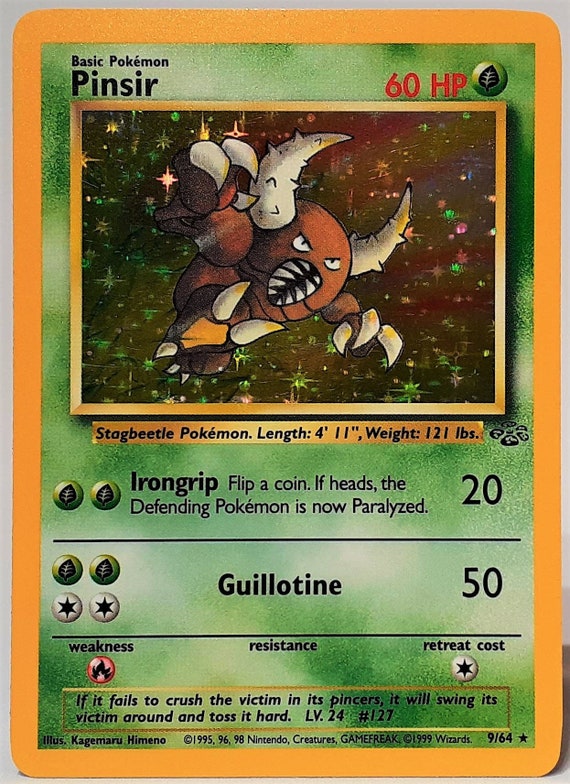 Basic Pokémon
Pinsir
60 HP
Stagbeetle Pokémon. Length: 4' 11", Weight: 121 lbs.
Irongrip Flip a coin. If heads, the
Defending Pokémon is now Paralyzed.
20
Guillotine
50
weakness
resistance
retreat cost
If it fails to crush the victim in its pincers, it will swing its
victim around and toss it hard. LV. 24 #127
Illus. Kagemaru Himeno ©1995, 96, 98 Nintendo, Creatures, GAMEFREAK. ©1999 Wizards. 9/64 ★